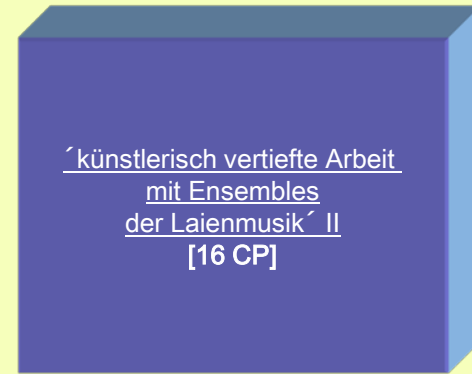 ´künstlerisch vertiefte Arbeit
mit Ensembles
der Laienmusik´ II
[16 CP]